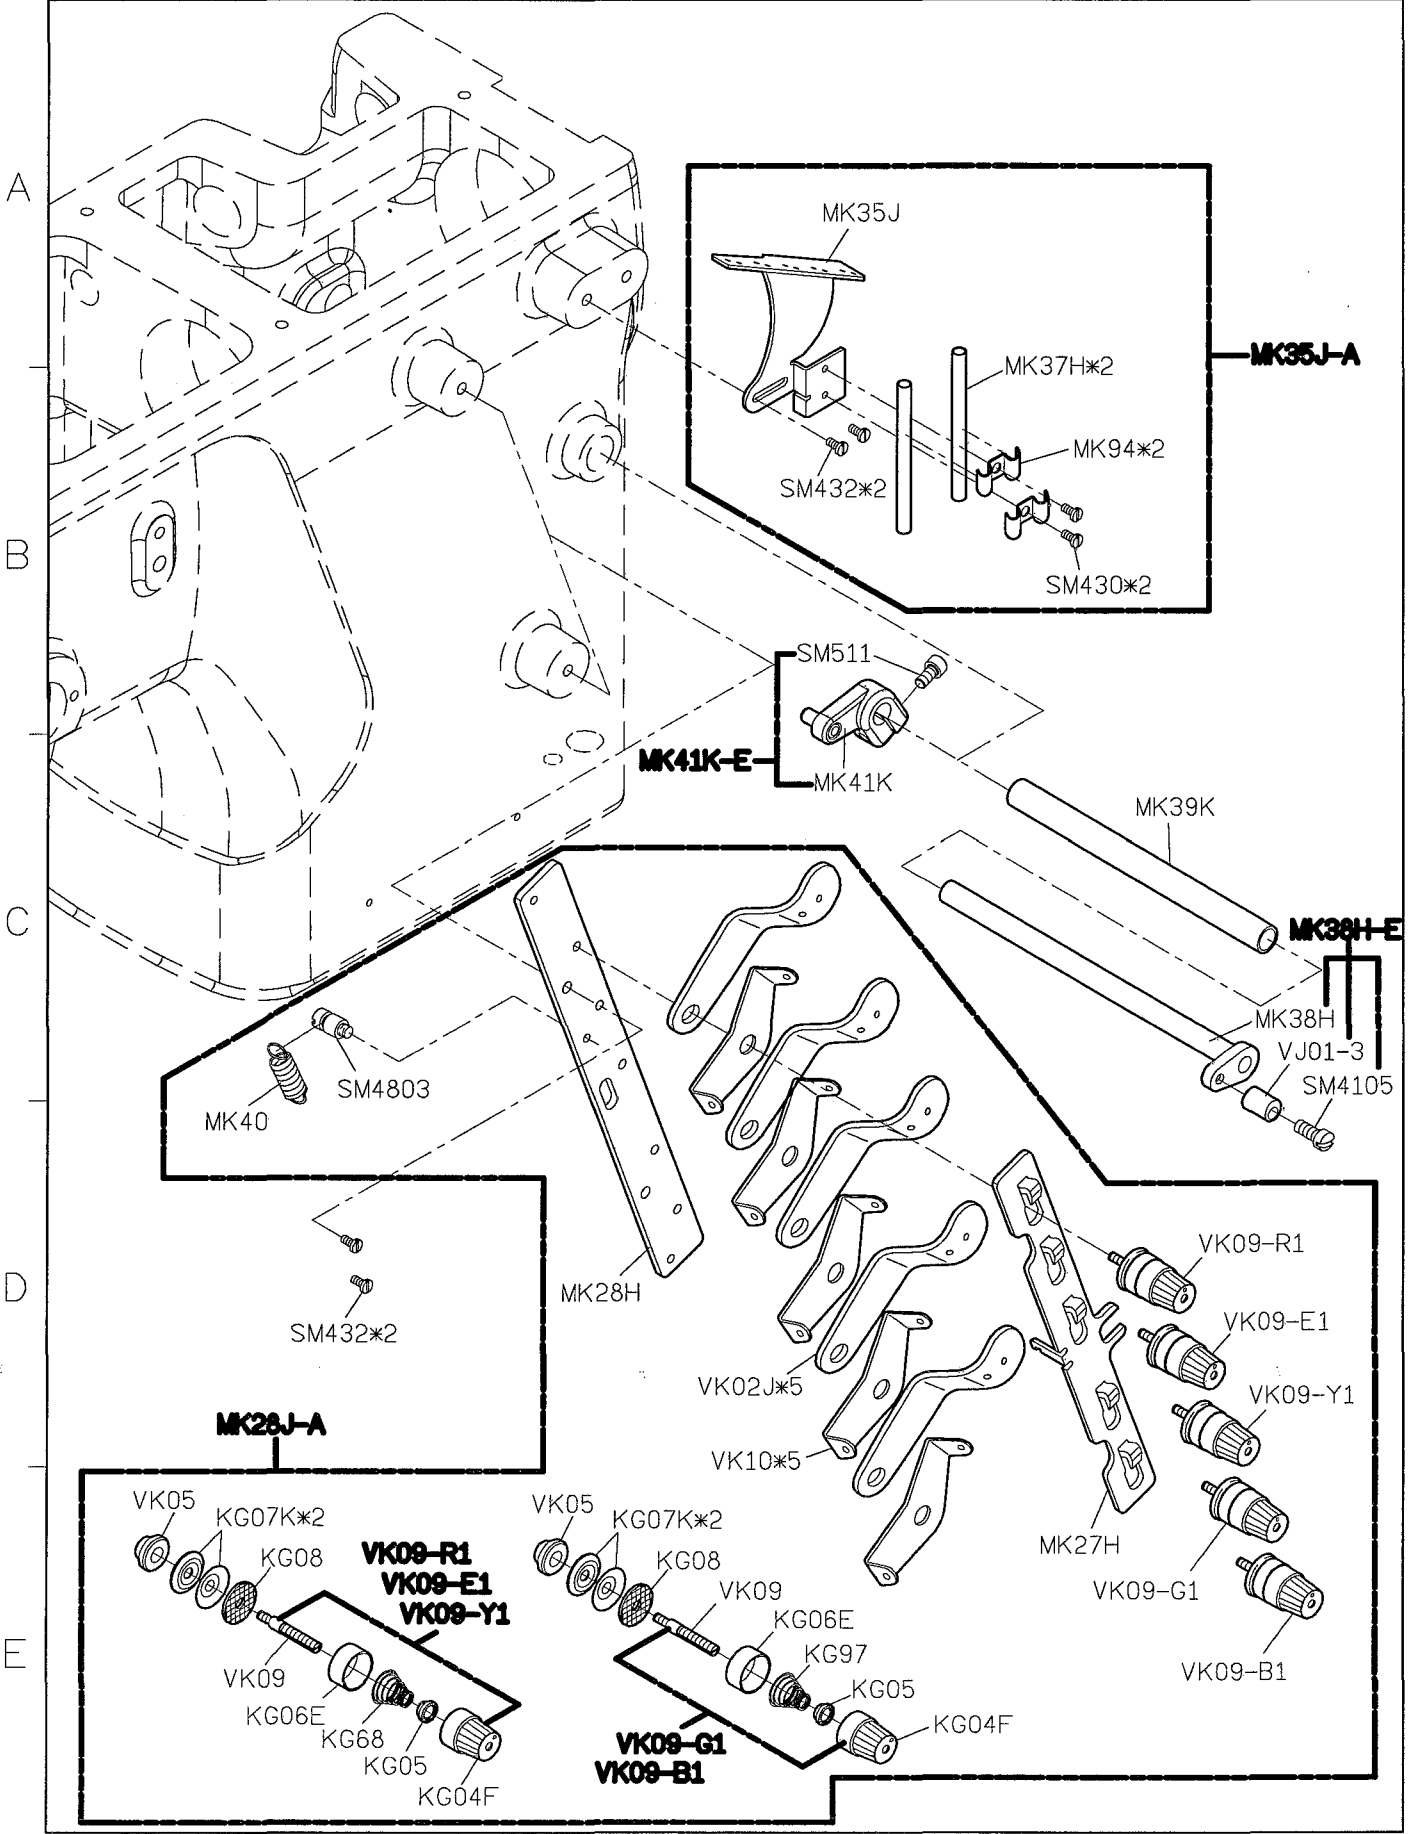 A
MK35J
MK35J-A
MK37H*2
MK94*2
SM432*2
B
SM430*2
SM511
MK41K-E
MK41K
MK39K
C
MK38H-E
MK38H
VJ01-3
SM4105
SM4803
MK40
D
VK09-R1
MK28H
VK09-E1
SM432*2
VK02J*5
VK09-Y1
MK28J-A
VK10*5
MK27H
VK09-G1
VK09-B1
E
VK05
KG07K*2
KG08
VK09-R1
VK09-E1
VK09-Y1
VK09
KG06E
KG68
KG05
KG04F
VK05
KG07K*2
KG08
VK09
KG06E
KG97
KG05
KG04F
VK09-G1
VK09-B1